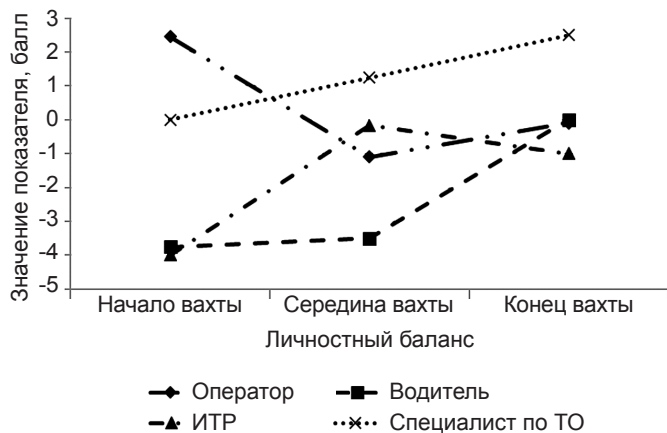 Значение показателя, балл
3
2
1
0
-1
-2
-3
-4
-5
Начало вахты Середина вахты Конец вахты
Личностный баланс
Оператор Водитель
ИТР Специалист по ТО